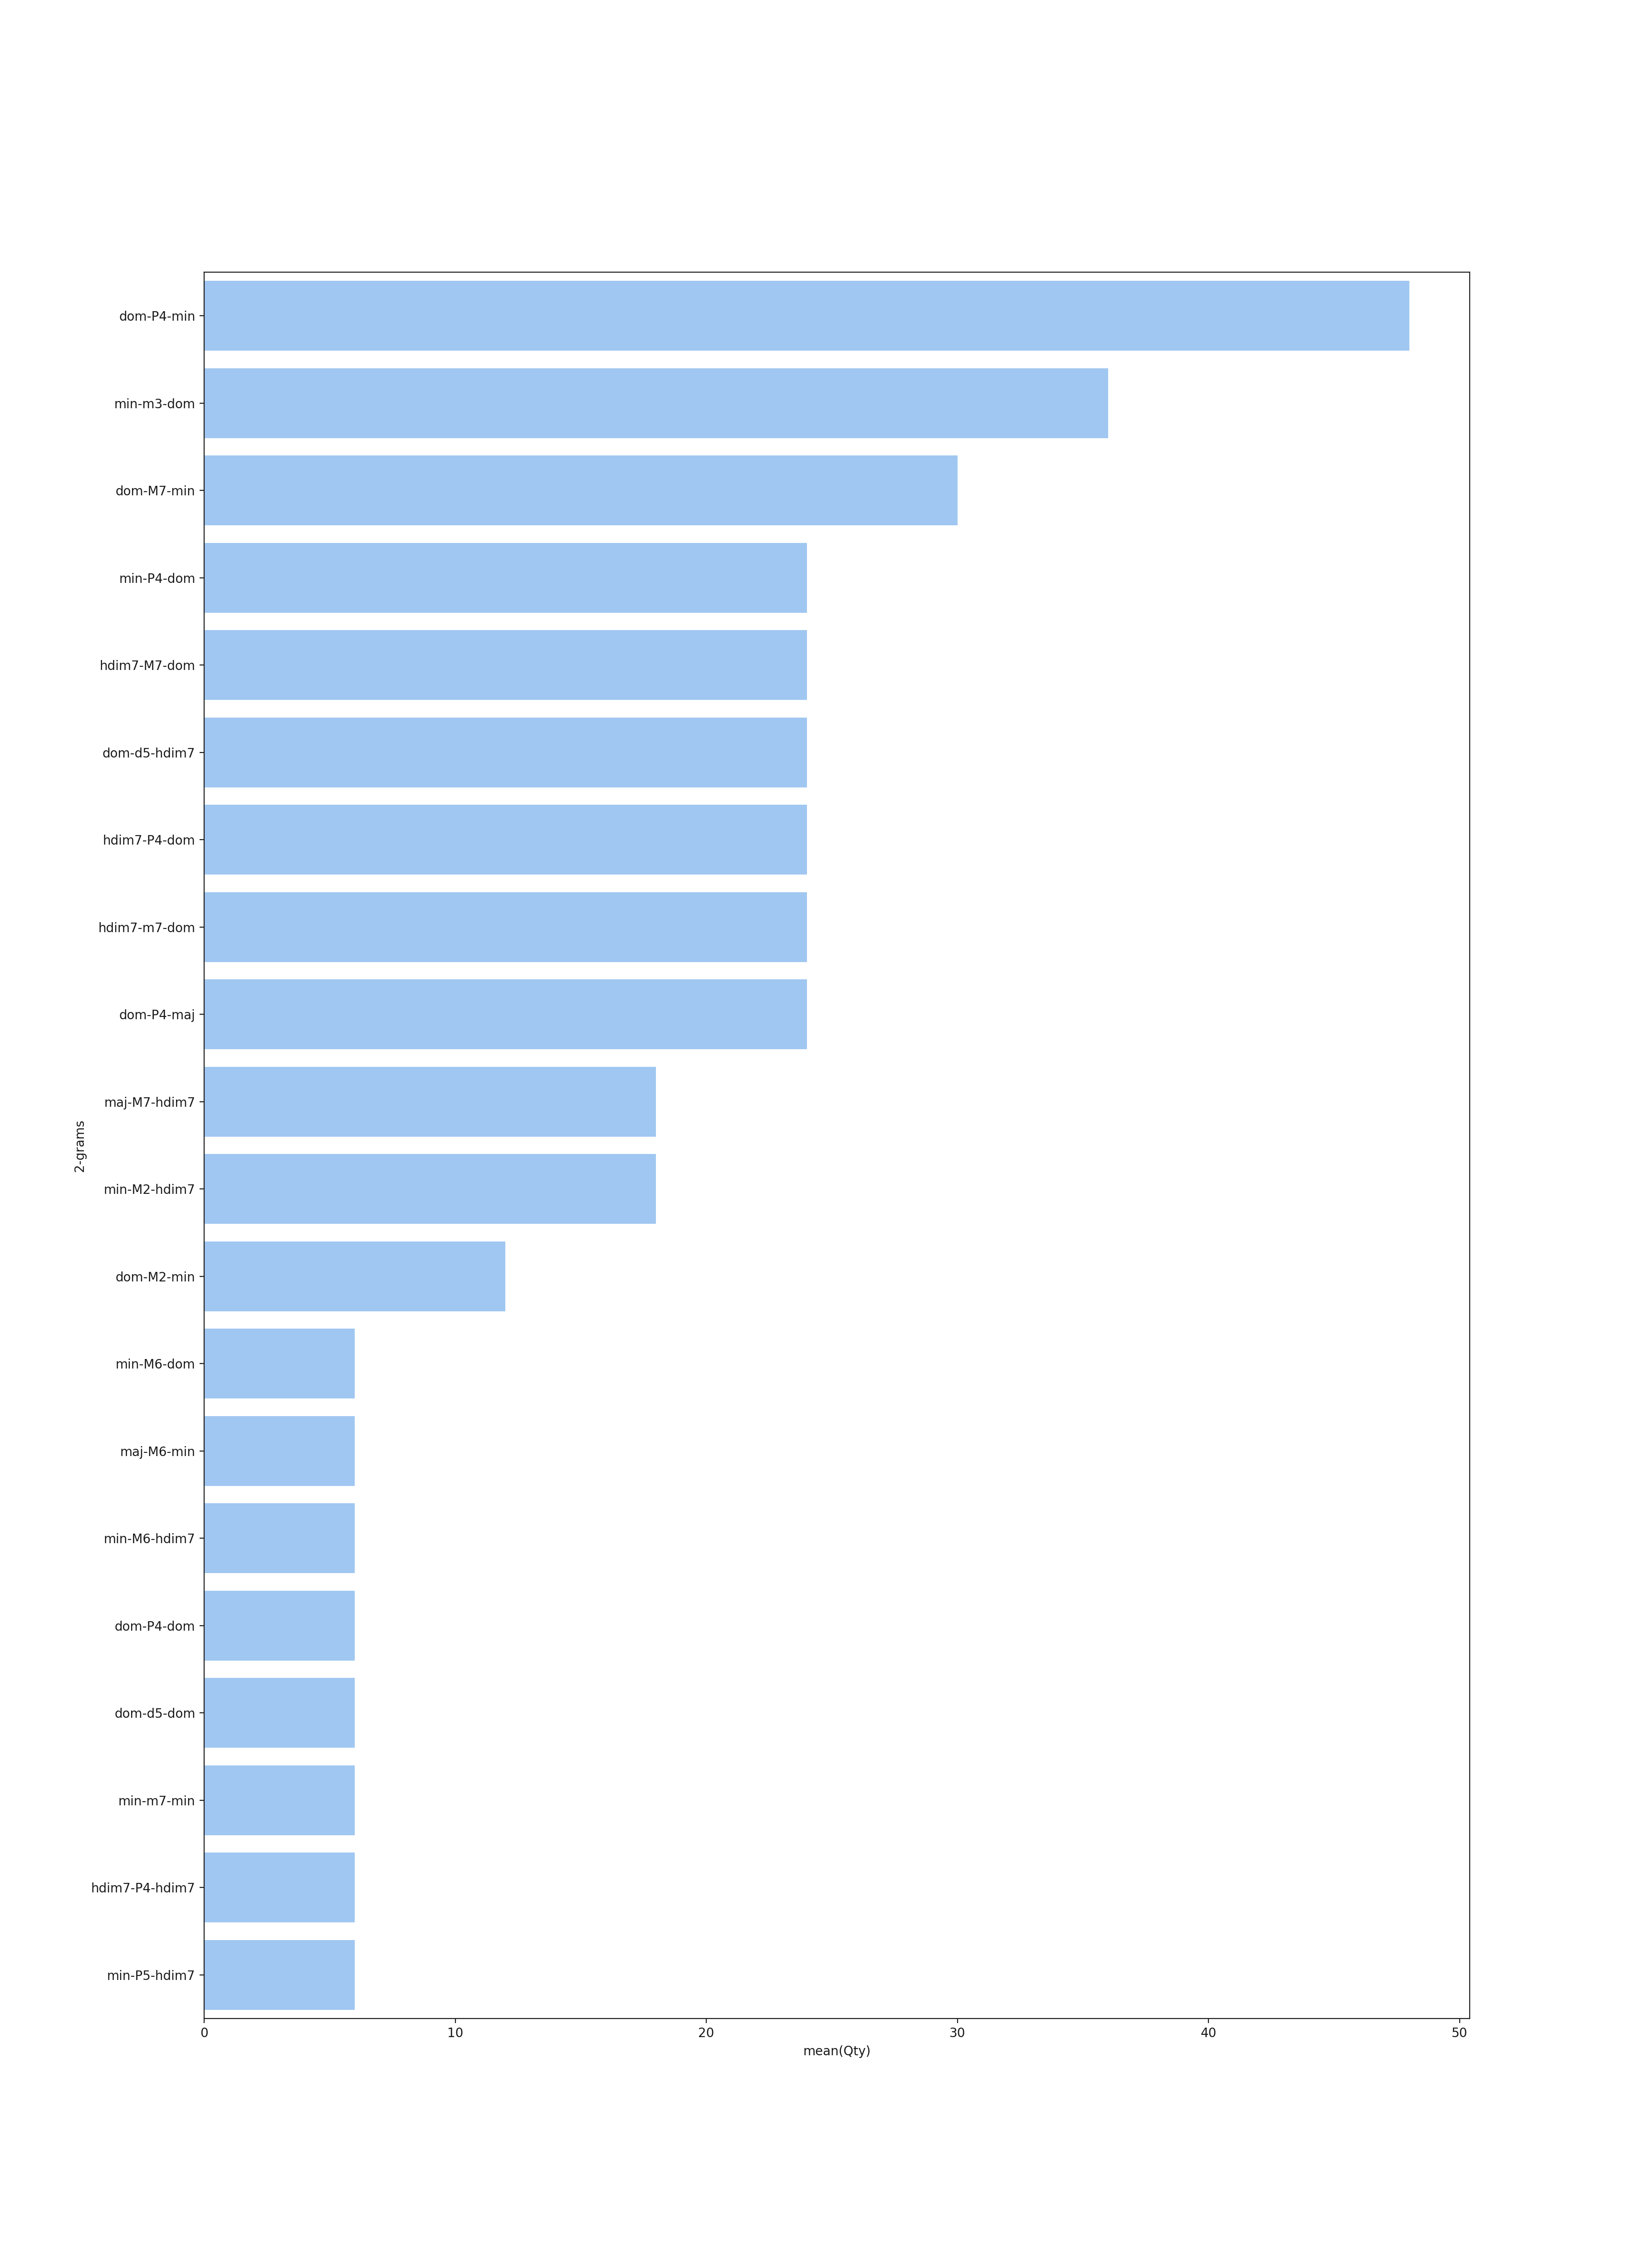 dom-P4-min
min-m3-dom
dom-M7-min
min-P4-dom
hdim7-M7-dom
dom-d5-hdim7
hdim7-P4-dom
hdim7-m7-dom
dom-P4-maj
maj-M7-hdim7
2-grams
min-M2-hdim7
dom-M2-min
min-M6-dom
maj-M6-min
min-M6-hdim7
dom-P4-dom
dom-d5-dom
min-m7-min
hdim7-P4-hdim7
min-P5-hdim7
0 10 20 30 40 50
mean(Qty)